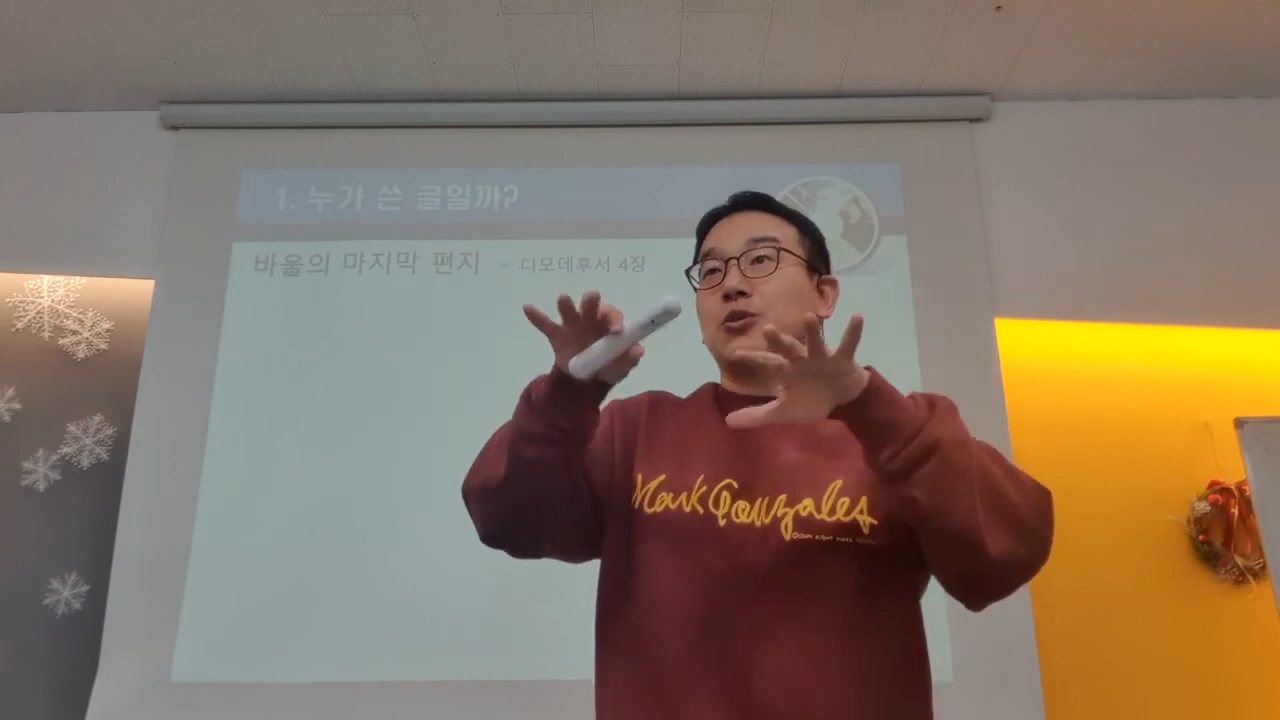 1. 누가 쓴 글일까?
바울의 마지막 편지 - 디모데후서 4장
Mark Gonzales